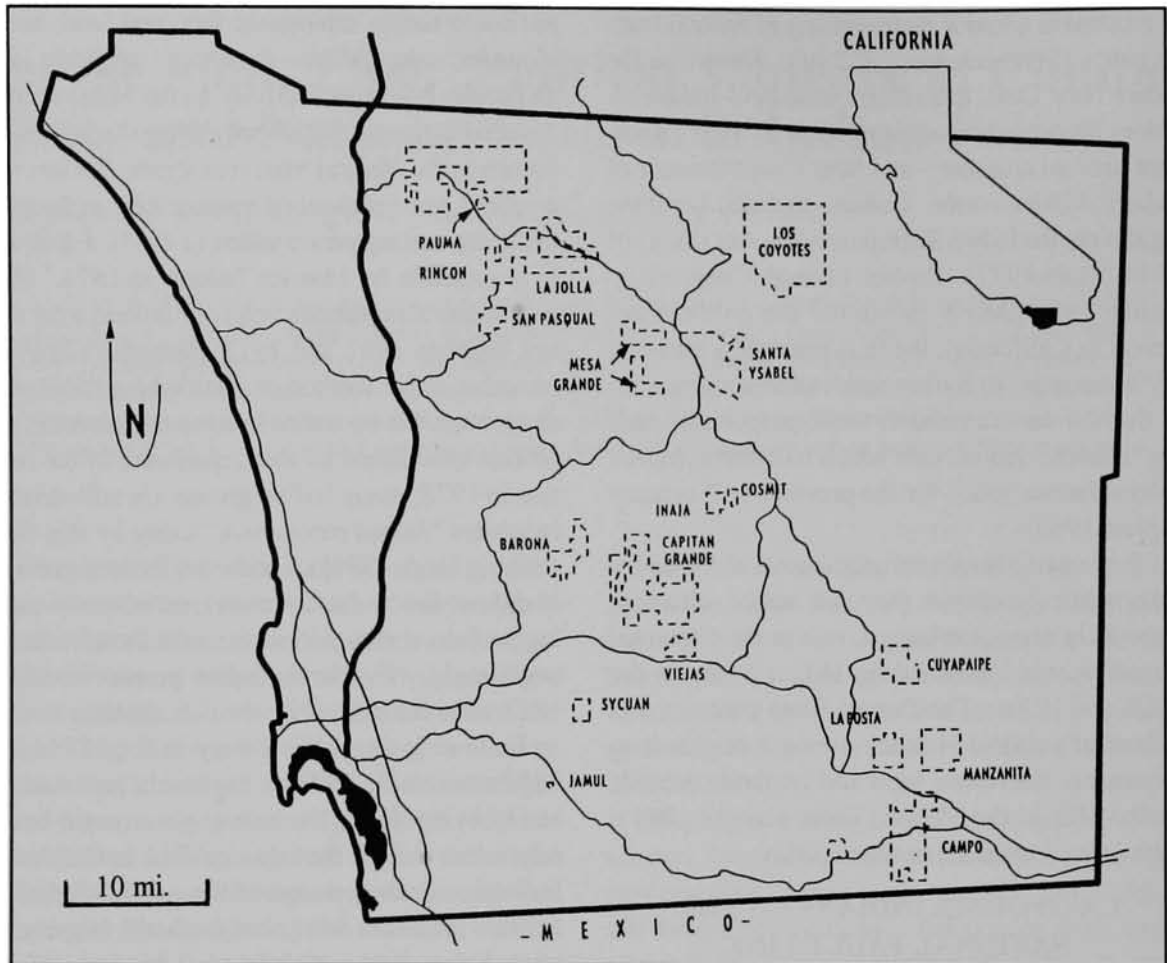 CALIFORNIA
PAUMA
RINCON
LA JOLLA
SAN PASQUAL
LOS
COYOTES
MESA
GRANDE
SANTA
YSABEL
N
COSMIT
INAJA
BARONA
CAPITAN
GRANDE
VIEJAS
CUYAPAIPE
SYCUAN
LA POSTA
MANZANITA
JAMUL
CAMPO
10 mi.
-MEXICO-